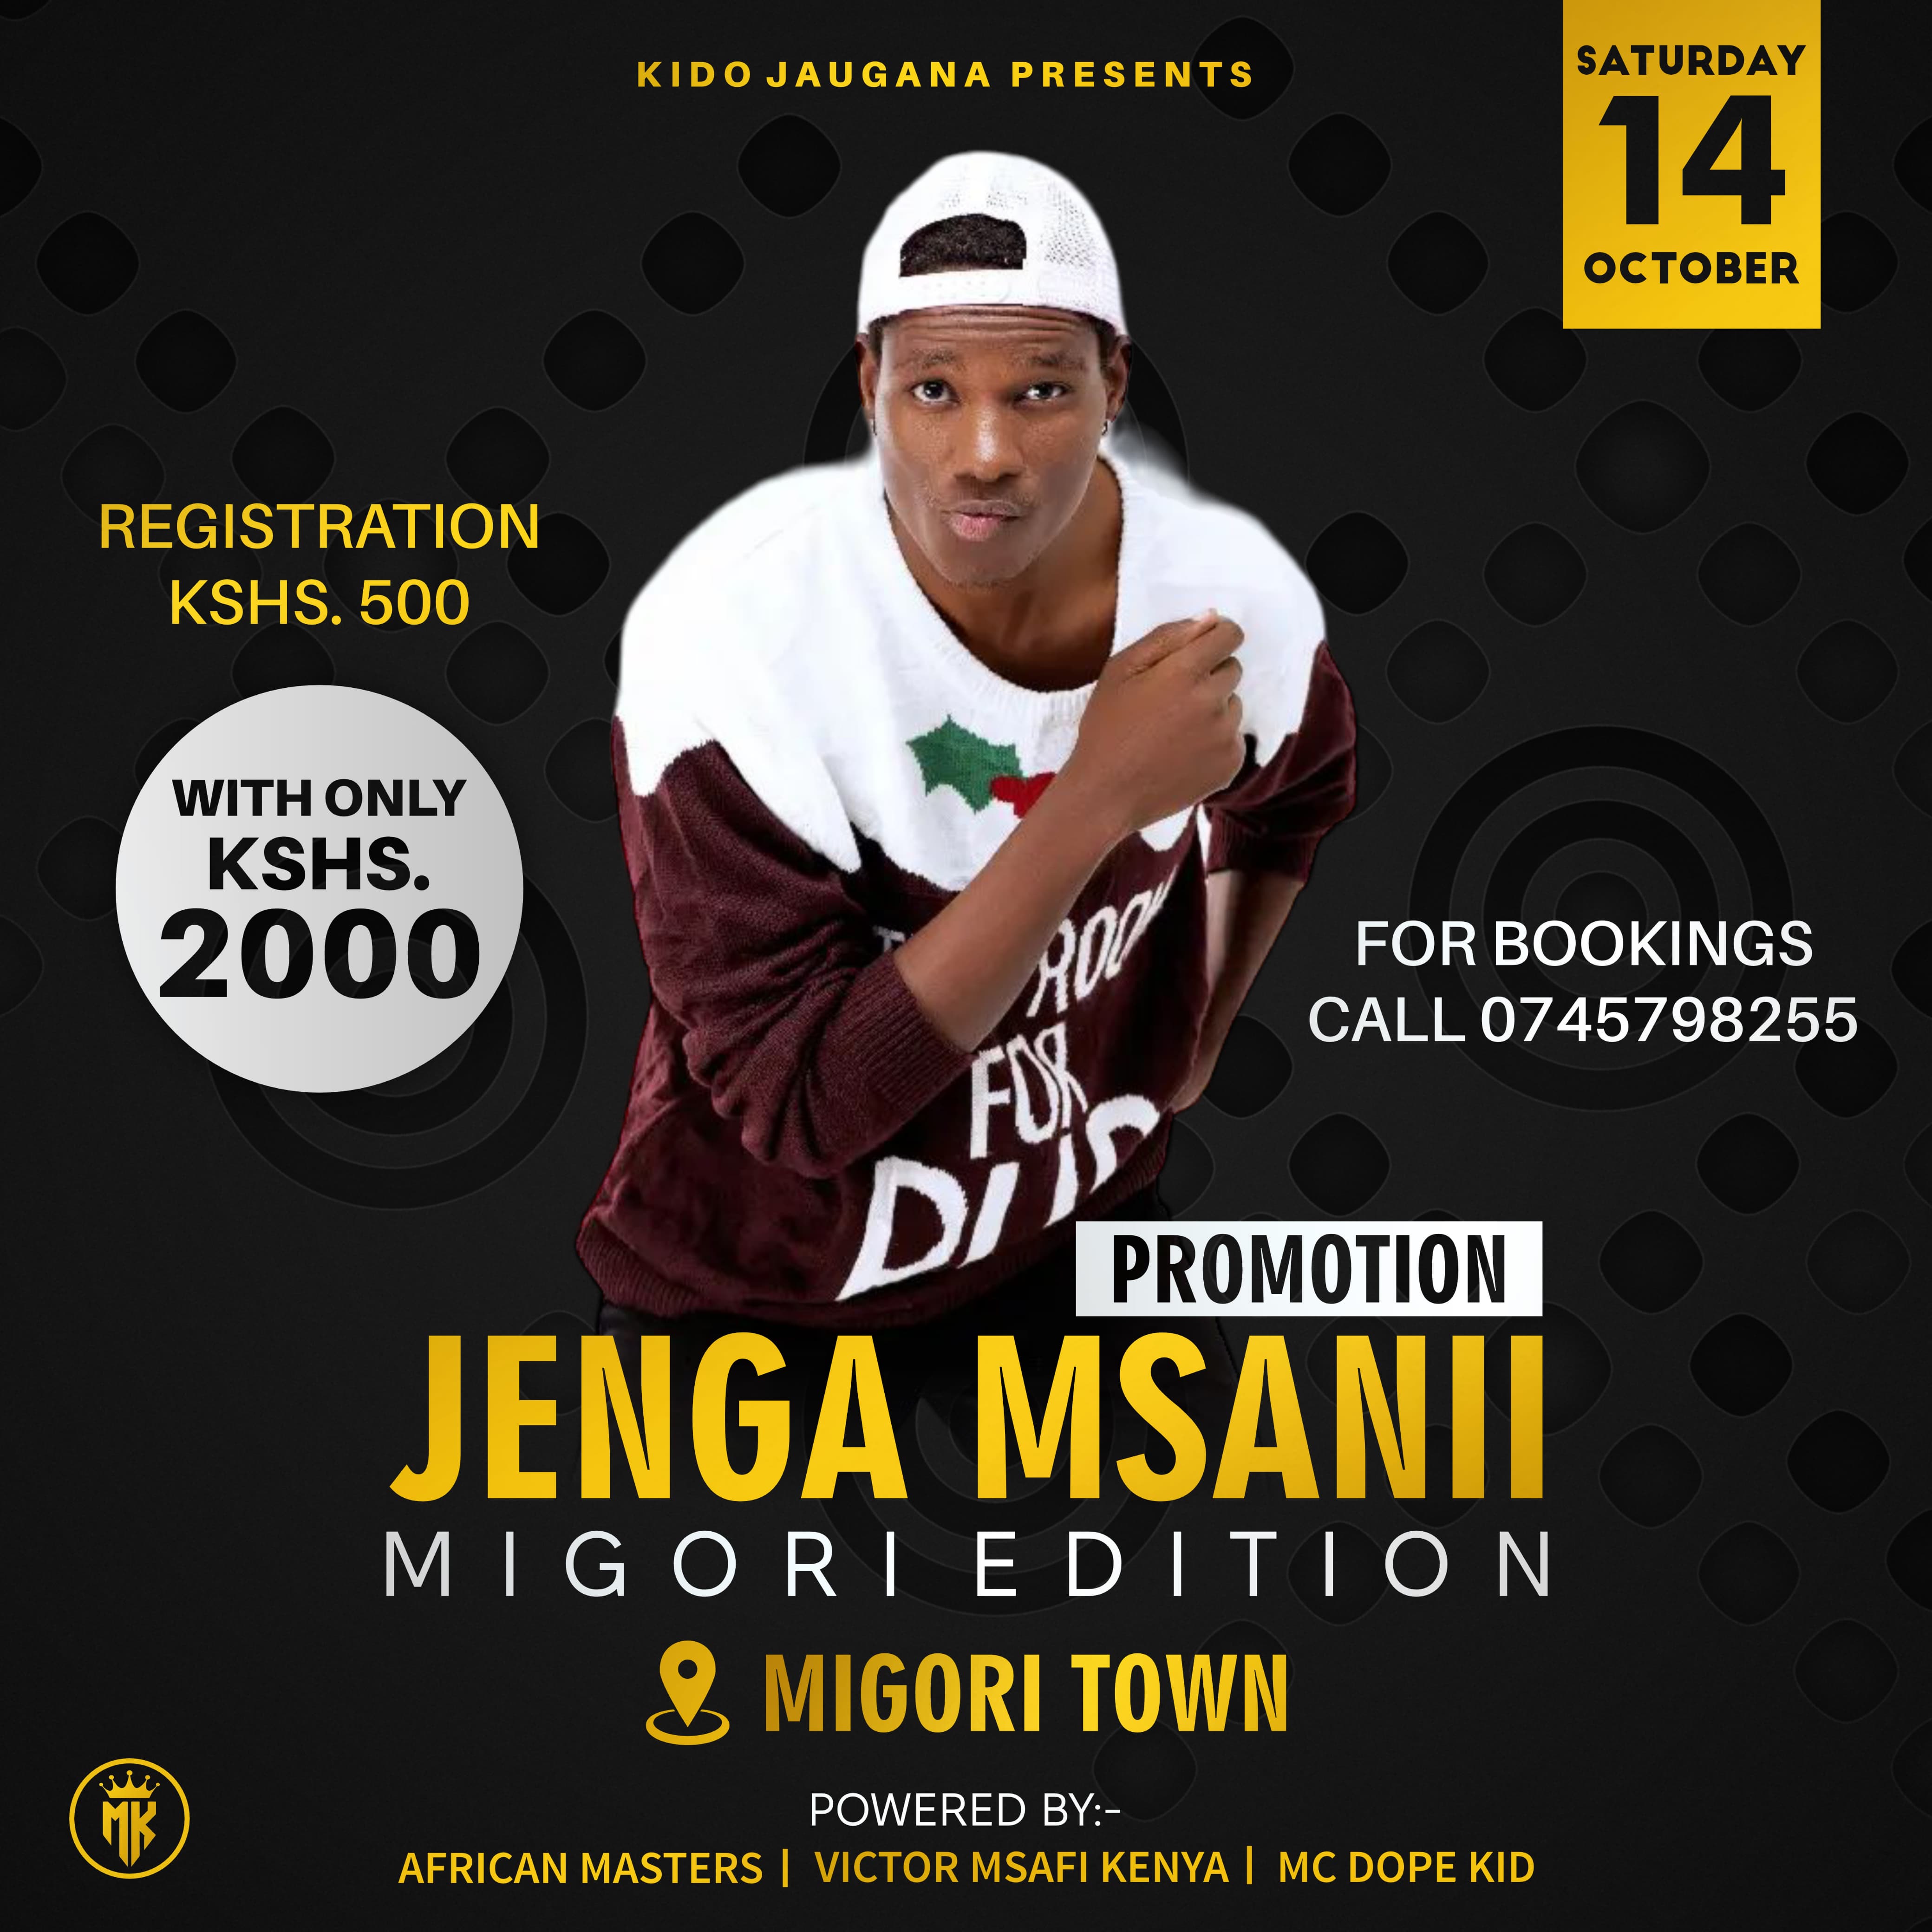 KIDO JAUGANA PRESENTS
SATURDAY
14
OCTOBER
REGISTRATION
KSHS. 500
WITH ONLY
KSHS.
2000
ROOM
FOR
FOR BOOKINGS
CALL 0745798255
PROMOTION
JENGA MSANII
MIGORI EDITION
MIGORI TOWN
MK
POWERED BY:-
AFRICAN MASTERS | VICTOR MSAFI KENYA | MC DOPE KID